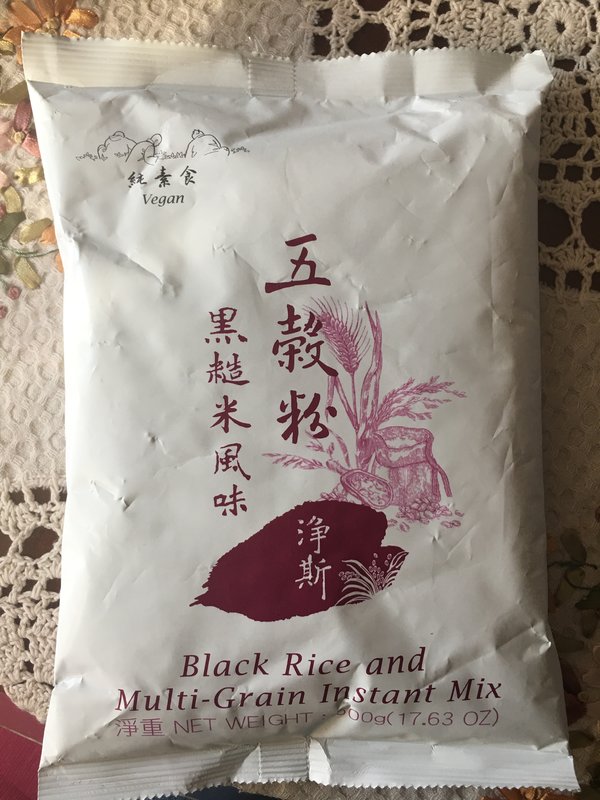 純素食
Vegan
五穀粉
黑糙米風味
淨斯
Black Rice and
Multi-Grain Instant Mix
淨重 NET WEIGHT：500g(17.63 OZ)